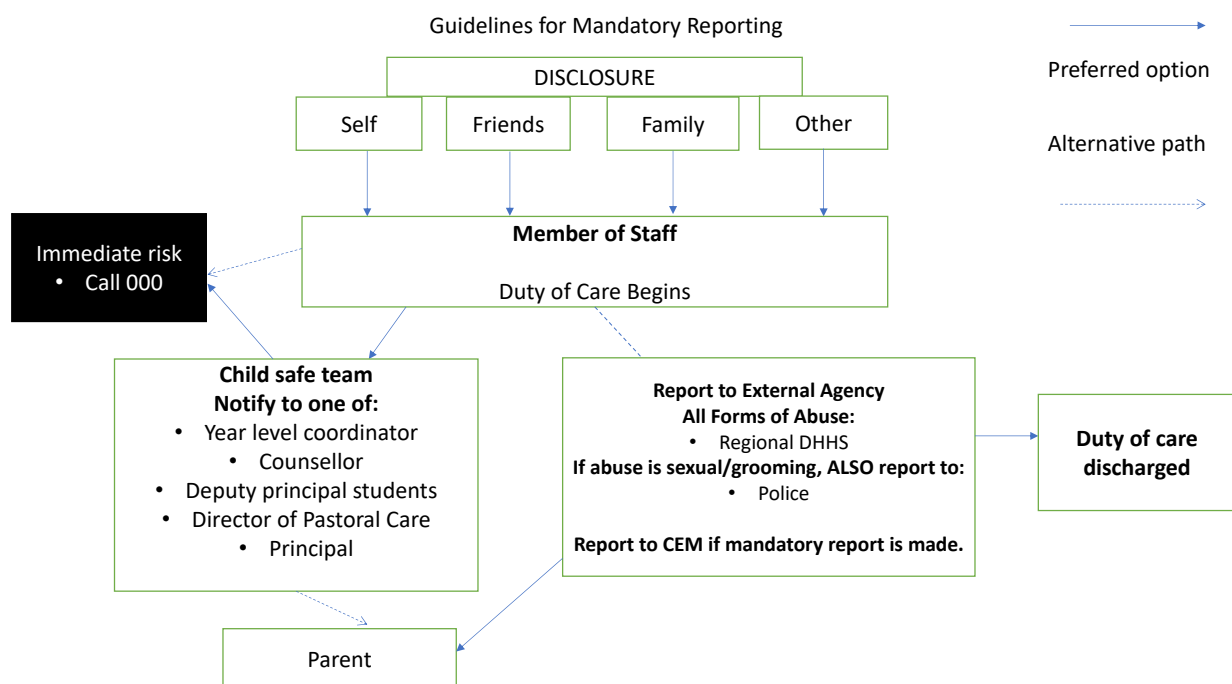 Guidelines for Mandatory Reporting
DISCLOSURE
Self
Friends
Family
Other
Preferred option
Alternative path
Immediate risk
• Call 000
Member of Staff
Duty of Care Begins
Child safe team
Notify to one of:
• Year level coordinator
• Counsellor
• Deputy principal students
• Director of Pastoral Care
• Principal
Report to External Agency
All Forms of Abuse:
• Regional DHHS
If abuse is sexual/grooming, ALSO report to:
• Police
Report to CEM if mandatory report is made.
Duty of care
discharged
Parent